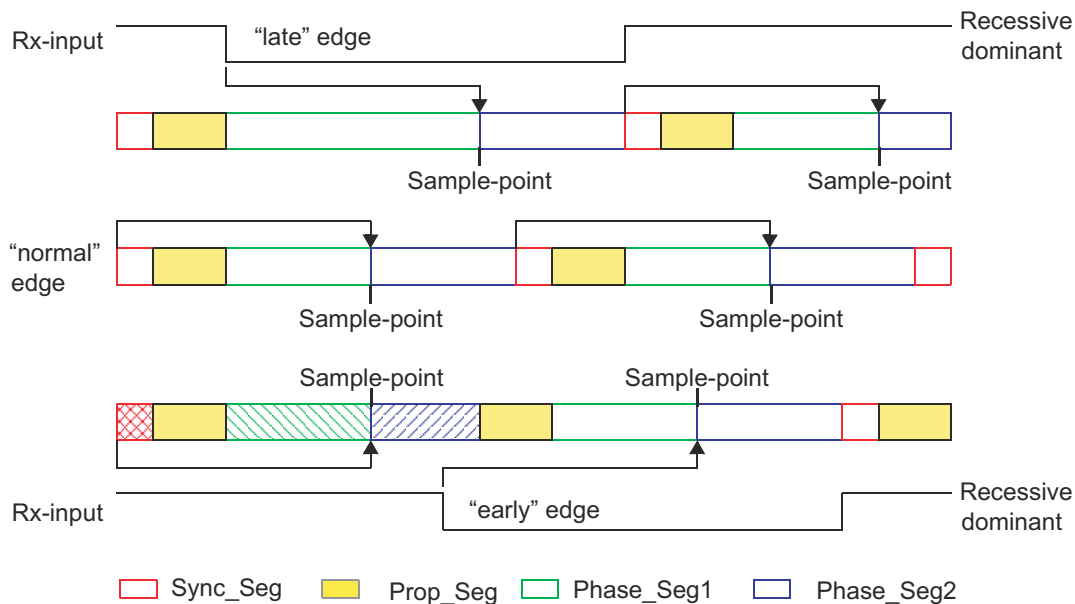 Rx-input
“late” edge
Recessive
dominant
Sample-point
Sample-point
“normal”
edge
Sample-point
Sample-point
Sample-point
Sample-point
Rx-input
“early” edge
Recessive
dominant
Sync_Seg
Prop_Seg
Phase_Seg1
Phase_Seg2